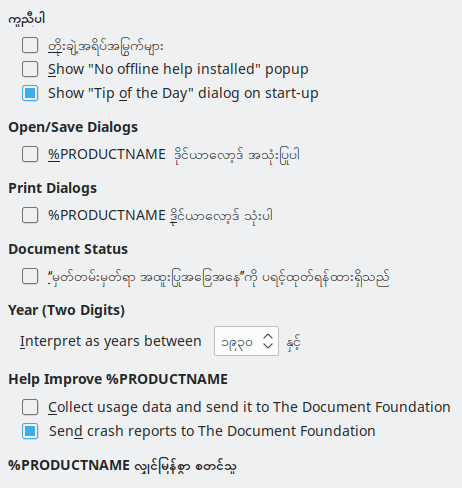 ကူညီပါ
တိုးချဲ့အရိပ်အမြွက်များ
Show "No offline help installed" popup
Show "Tip of the Day" dialog on start-up
Open/Save Dialogs
%PRODUCTNAME ဒိုင်ယာလော့ဒ် အသုံးပြုပါ
Print Dialogs
%PRODUCTNAME ဒိုင်ယာလော့ဒ် သုံးပါ
Document Status
“မှတ်တမ်းမှတ်ရာ အထူးပြုအခြေအနေ”ကို ပရင့်ထုတ်ရန်ထားရှိသည်
Year (Two Digits)
Interpret as years between ၁၉၃၀ နှင့်
Help Improve %PRODUCTNAME
Collect usage data and send it to The Document Foundation
Send crash reports to The Document Foundation
%PRODUCTNAME လျှင်မြန်စွာ စတင်သူ